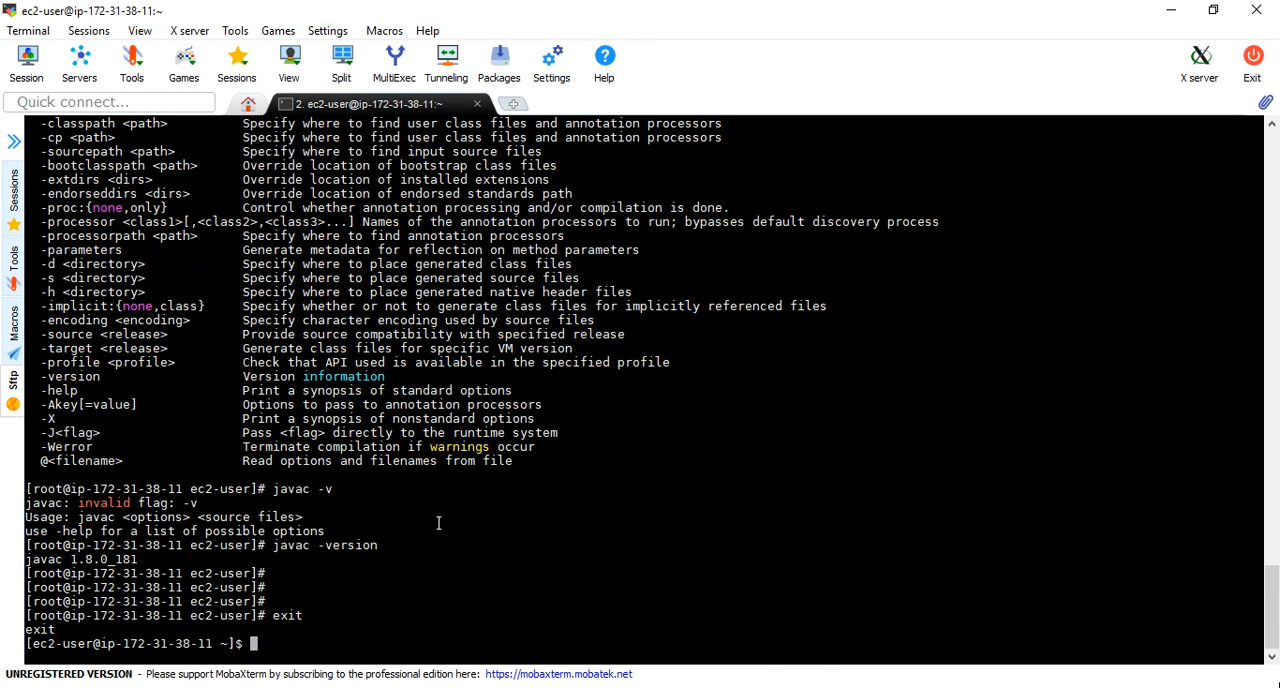 ec2-user@ip-172-31-38-11:~
Terminal Sessions View X server Tools Games Settings Macros Help
Session Servers Tools Games Sessions View Split MultiExec Tunneling Packages Settings Help X server Exit
Quick connect...
2. ec2-user@ip-172-31-38-11:~
Sessions
Tools
Macros
Sftp
-classpath <path> Specify where to find user class files and annotation processors
-cp <path> Specify where to find user class files and annotation processors
-sourcepath <path> Specify where to find input source files
-bootclasspath <path> Override location of bootstrap class files
-extdirs <dirs> Override location of installed extensions
-endorseddirs <dirs> Override location of endorsed standards path
-proc:{none,only} Control whether annotation processing and/or compilation is done.
-processor <class1>[,<class2>,<class3>...] Names of the annotation processors to run; bypasses default discovery process
-processorpath <path> Specify where to find annotation processors
-parameters Generate metadata for reflection on method parameters
-d <directory> Specify where to place generated class files
-s <directory> Specify where to place generated source files
-h <directory> Specify where to place generated native header files
-implicit:{none,class} Specify whether or not to generate class files for implicitly referenced files
-encoding <encoding> Specify character encoding used by source files
-source <release> Provide source compatibility with specified release
-target <release> Generate class files for specific VM version
-profile <profile> Check that API used is available in the specified profile
-version Version information
-help Print a synopsis of standard options
-Akey[=value] Options to pass to annotation processors
-X Print a synopsis of nonstandard options
-J<flag> Pass <flag> directly to the runtime system
-Werror Terminate compilation if warnings occur
@<filename> Read options and filenames from file
[root@ip-172-31-38-11 ec2-user]# javac -v
javac: invalid flag: -v
Usage: javac <options> <source files>
use -help for a list of possible options
[root@ip-172-31-38-11 ec2-user]# javac -version
javac 1.8.0_181
[root@ip-172-31-38-11 ec2-user]#
[root@ip-172-31-38-11 ec2-user]#
[root@ip-172-31-38-11 ec2-user]#
[root@ip-172-31-38-11 ec2-user]# exit
exit
[ec2-user@ip-172-31-38-11 ~]$
UNREGISTERED VERSION - Please support MobaXterm by subscribing to the professional edition here: https://mobaxterm.mobatek.net